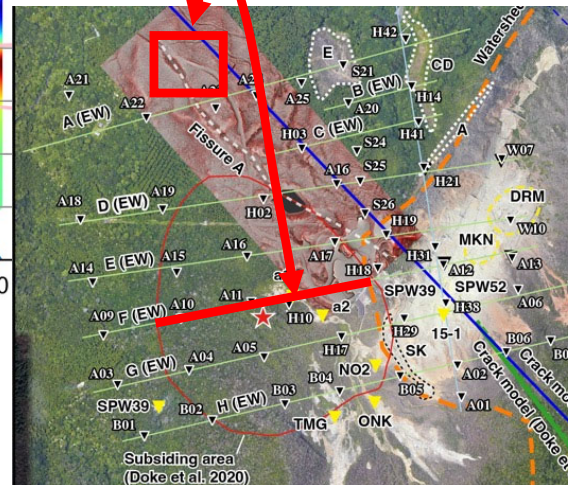 H42
E
CD
Watershed
S21
A21
A25
B (EW)
H14
A20
A22
A (EW)
C (EW)
H41
A
H03
S24
Fissure A
W07
A16
S25
H21
A19
D (EW)
A18
H02
S26
DRM
H19
W10
MKN
A17
H31
A16
E (EW)
A15
A14
H18
A12
A13
SPW39
SPW52
A06
A10
A11
H10
a2
H38
F (EW)
A09
H29
15-1
H17
SK
B06
A05
G (EW)
A04
A03
NO2
A02
B04
B05
A01
SPW39
H (EW)
B03
B02
B01
TMG
ONK
Crack model (Doke et
Crack mo
Subsiding area
(Doke et al. 2020)